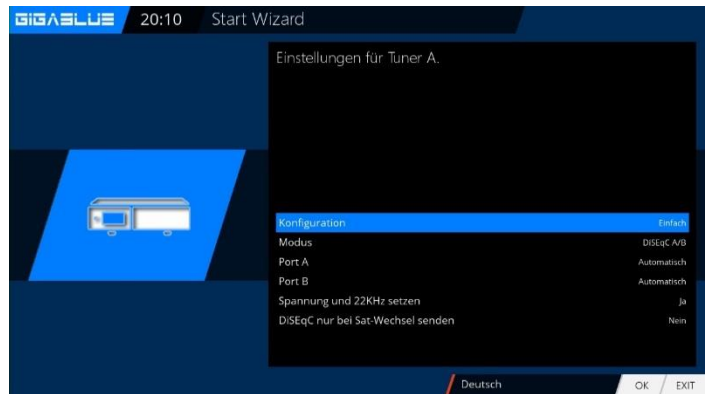 GIGABLUE 20:10 Start Wizard
Einstellungen für Tuner A.
Konfiguration Einfach
Modus DiSEqC A/B
Port A Automatisch
Port B Automatisch
Spannung und 22KHz setzen Ja
DiSEqC nur bei Sat-Wechsel senden Nein
Deutsch OK EXIT